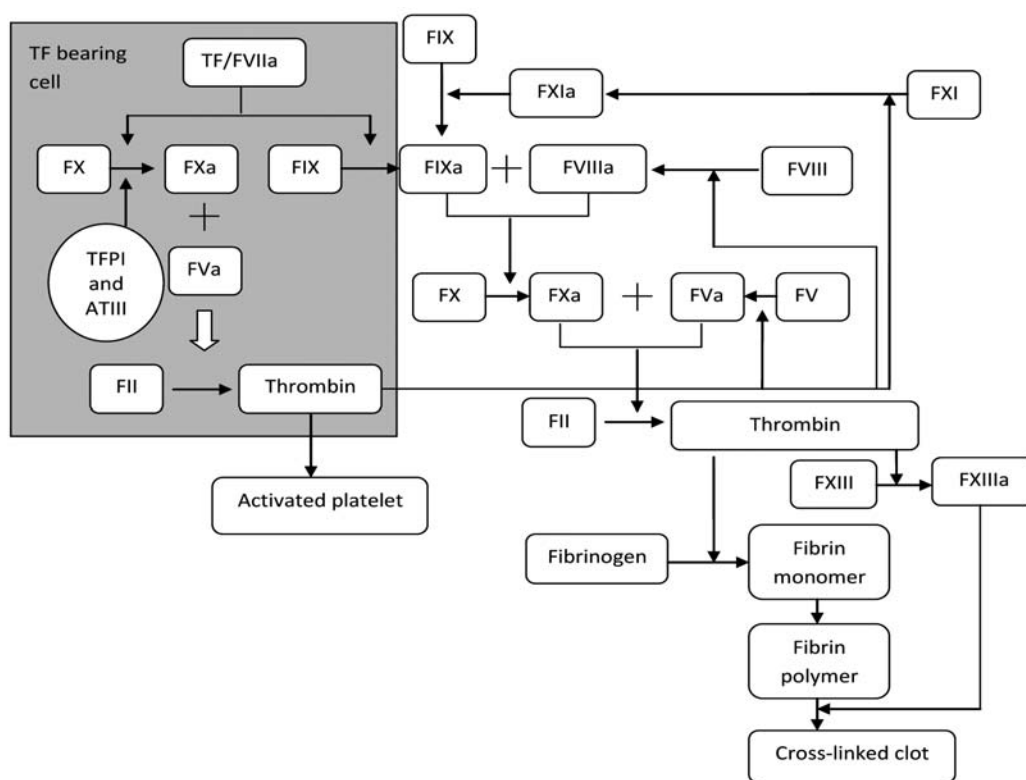 TF bearing
cell
TF/FVIIa
FIX
FXIa
FXI
FX
FXa
FIX
FIXa
FVIIIa
FVIII
TFPI
and
ATIII
FVa
FX
FXa
FVa
FV
FII
Thrombin
FII
Thrombin
Activated platelet
FXIII
FXIIIa
Fibrinogen
Fibrin
monomer
Fibrin
polymer
Cross-linked clot